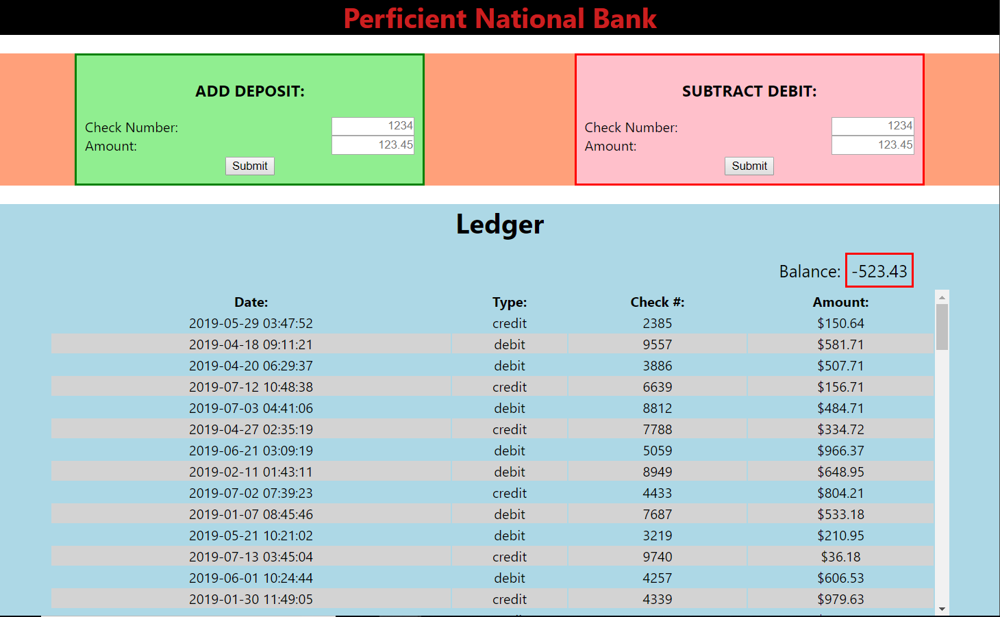 Perficient National Bank
ADD DEPOSIT:
Check Number: 1234
Amount: 123.45
Submit
SUBTRACT DEBIT:
Check Number: 1234
Amount: 123.45
Submit
Ledger
Balance: -523.43
Date: Type: Check #: Amount:
2019-05-29 03:47:52 credit 2385 $150.64
2019-04-18 09:11:21 debit 9557 $581.71
2019-04-20 06:29:37 debit 3886 $507.71
2019-07-12 10:48:38 credit 6639 $156.71
2019-07-03 04:41:06 debit 8812 $484.71
2019-04-27 02:35:19 credit 7788 $334.72
2019-06-21 03:09:19 debit 5059 $966.37
2019-02-11 01:43:11 debit 8949 $648.95
2019-07-02 07:39:23 credit 4433 $804.21
2019-01-07 08:45:46 debit 7687 $533.18
2019-05-21 10:21:02 debit 3219 $210.95
2019-07-13 03:45:04 credit 9740 $36.18
2019-06-01 10:24:44 debit 4257 $606.53
2019-01-30 11:49:05 credit 4339 $979.63